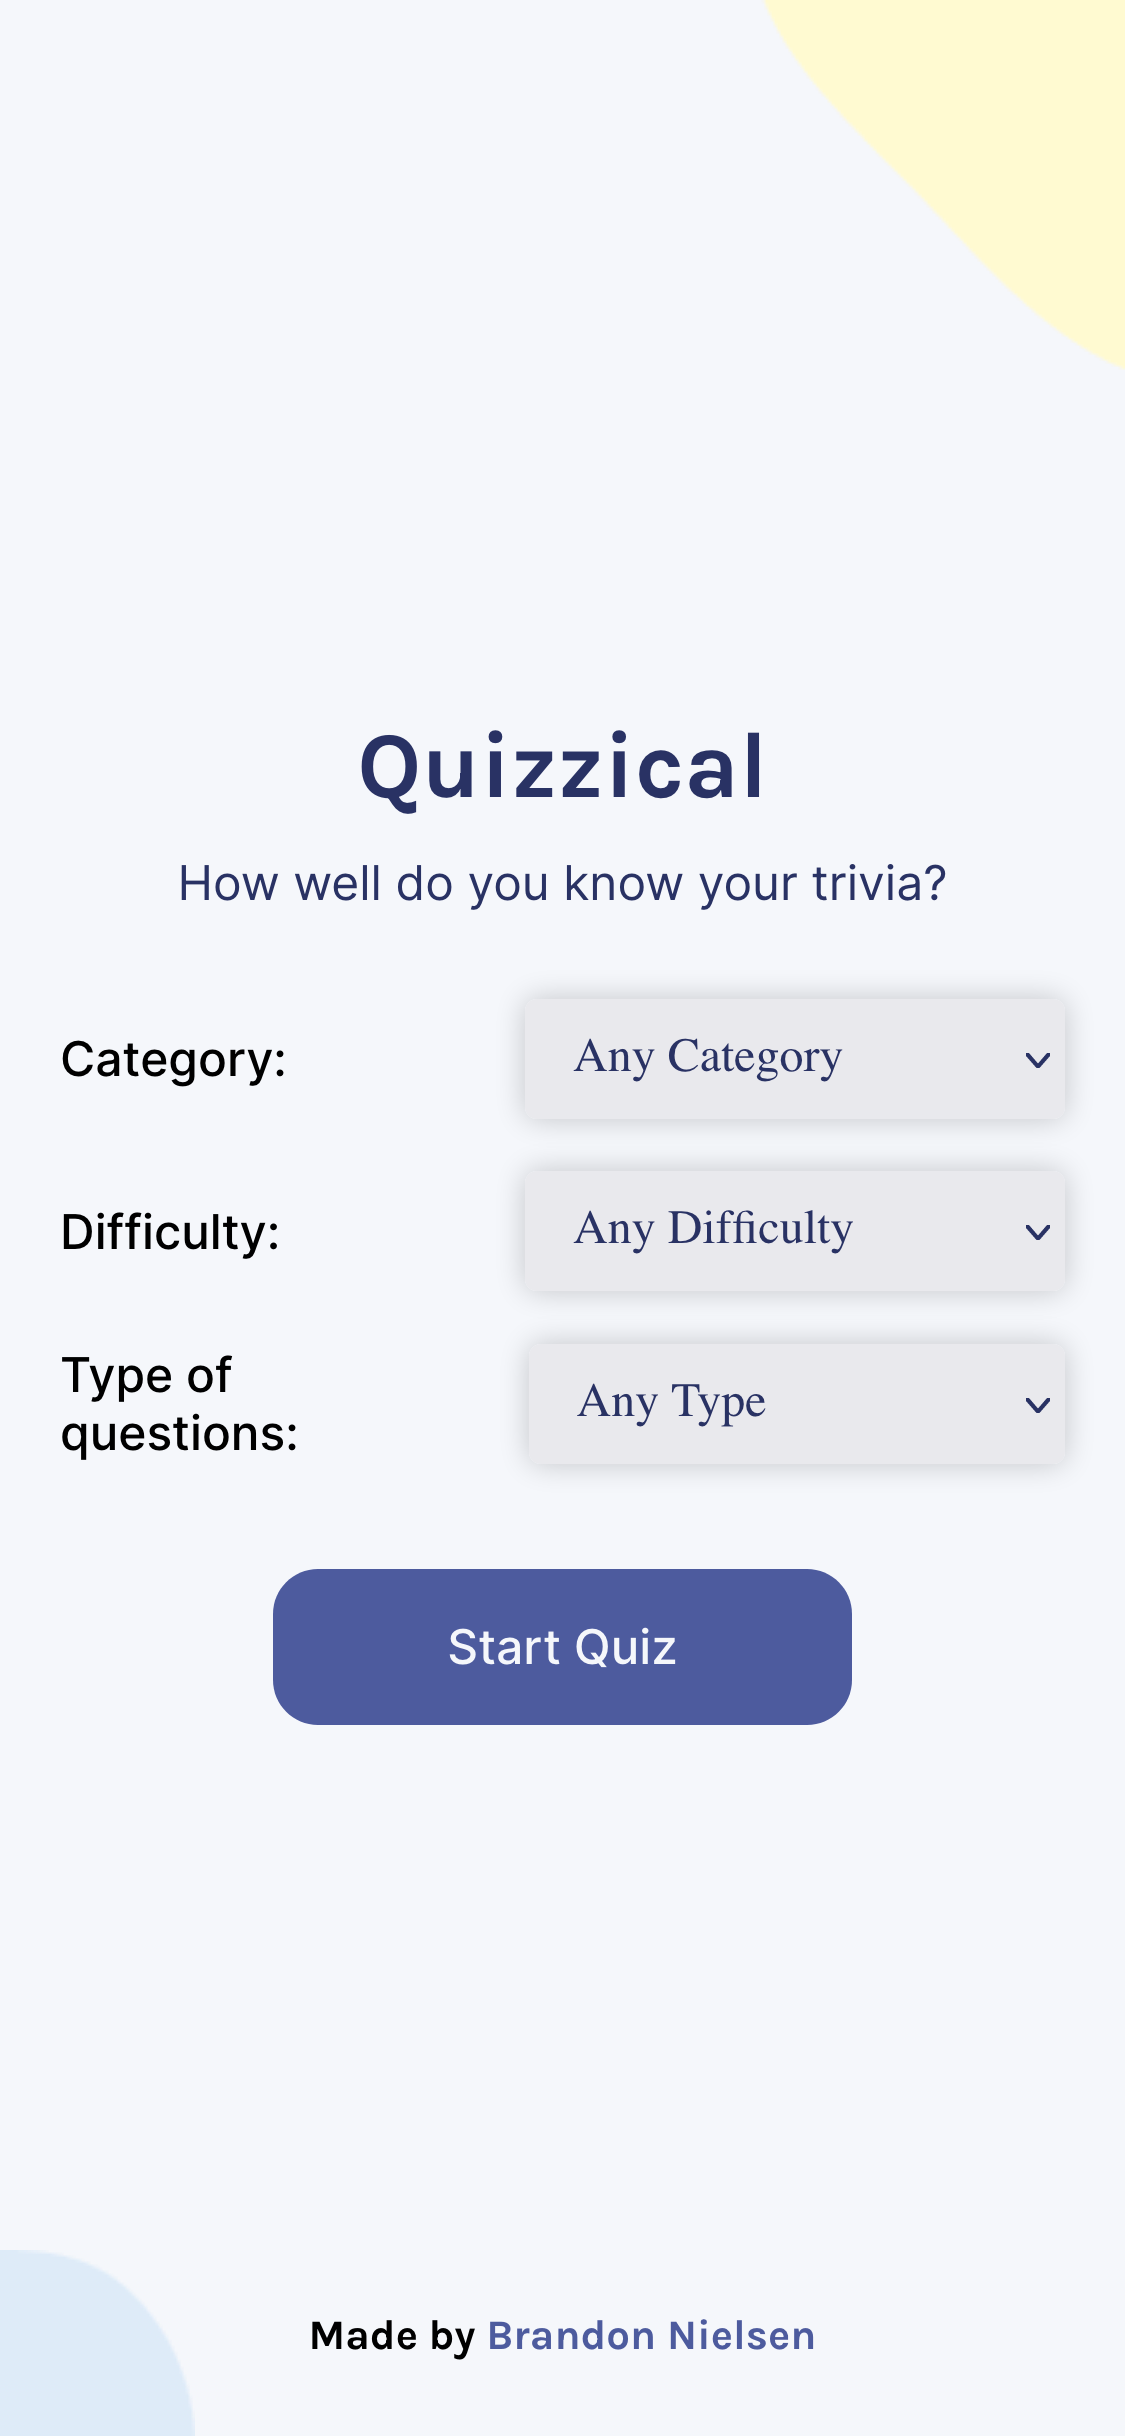 Quizzical
How well do you know your trivia?
Category:
Any Category
Difficulty:
Any Difficulty
Type of
questions:
Any Type
Start Quiz
Made by Brandon Nielsen